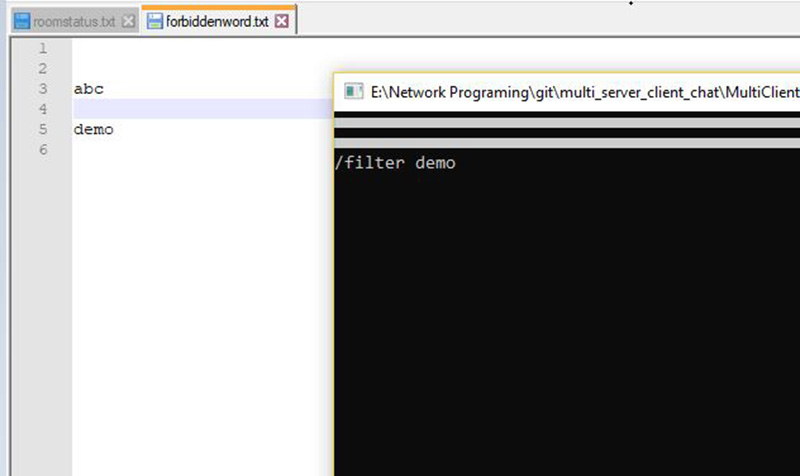 roomstatus.txt forbiddenword.txt
1
2
3 abc
4
5 demo
6
E:\Network Programing\git\multi_server_client_chat\MultiClient
/filter demo